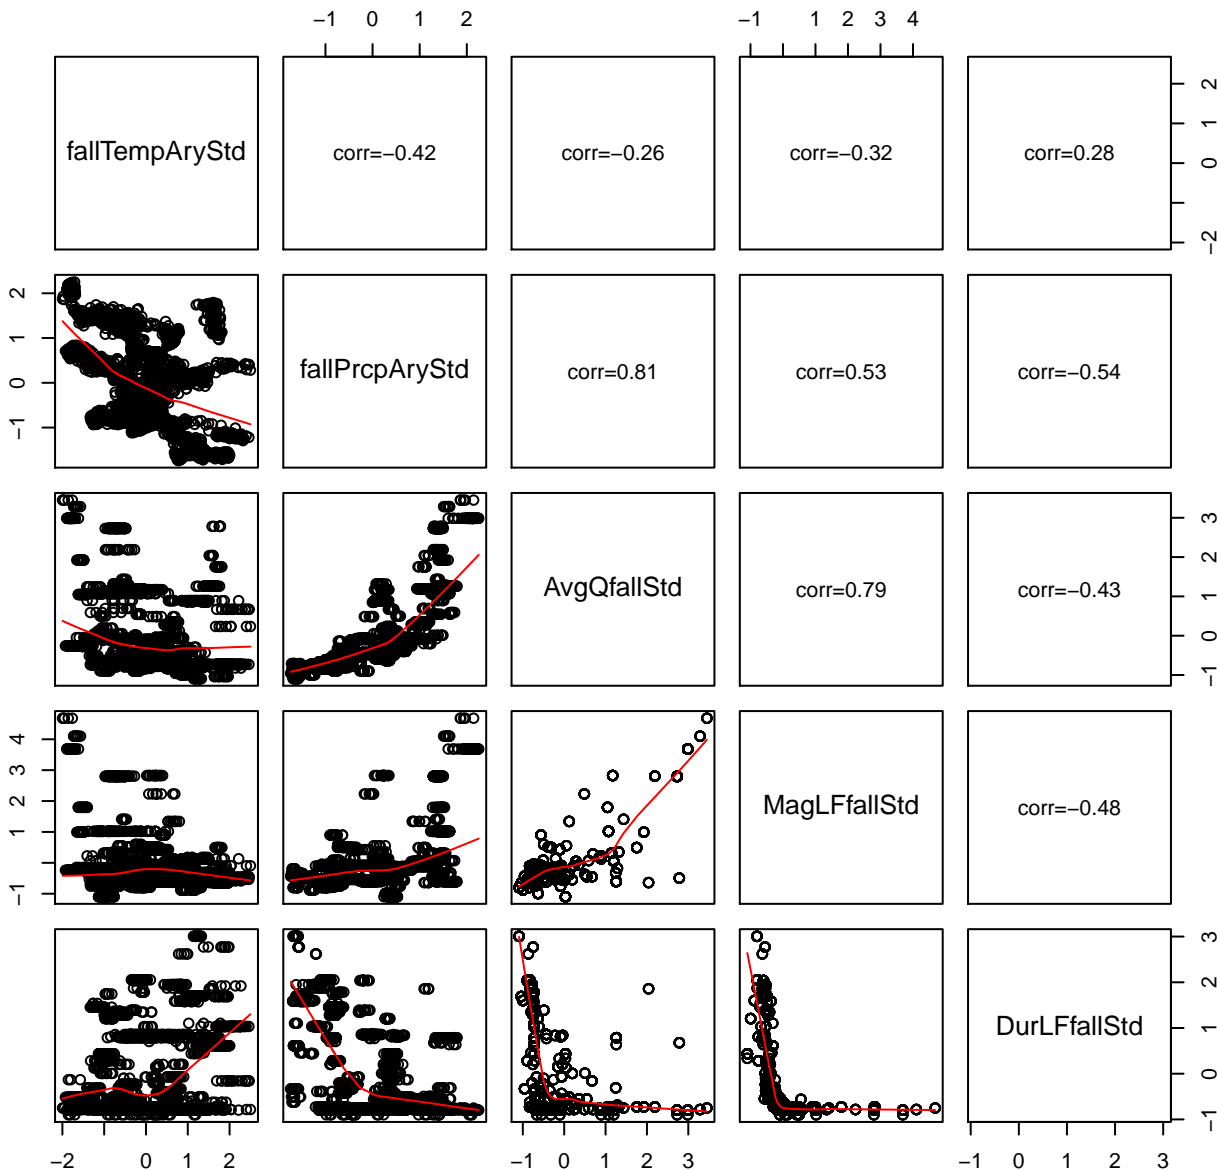 −1 0 1 2 −1 0 1 2 3 4
fallTempAryStd corr=−0.42 corr=−0.26 corr=−0.32 corr=0.28
−2 0 1 2
−1 0 1 2
fallPrcpAryStd corr=0.81 corr=0.53 corr=−0.54
AvgQfallStd corr=0.79 corr=−0.43
−1 0 1 2 3
−1 1 2 3 4
MagLFfallStd corr=−0.48
DurLFfallStd
−1 0 1 2 3
−2 0 1 2 −1 0 1 2 3 −1 0 1 2 3